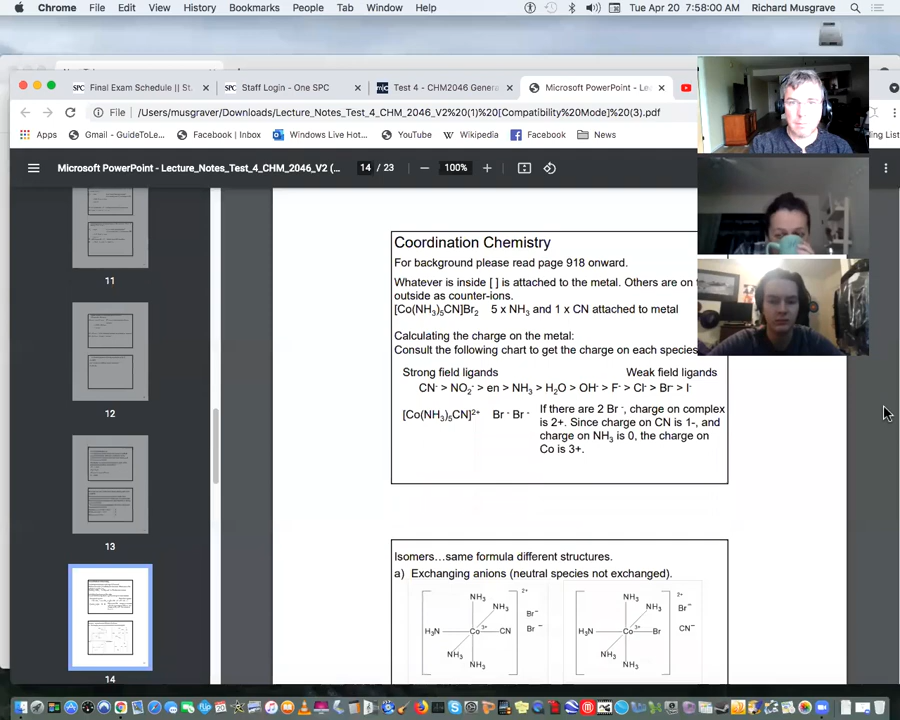 Chrome File Edit View History Bookmarks People Tab Window Help Tue Apr 20 7:58:00 AM Richard Musgrave
SPC Final Exam Schedule || St. SPC Staff Login - One SPC Test 4 - CHM2046 Genera Microsoft PowerPoint - Le
File /Users/musgraver/Downloads/Lecture_Notes_Test_4_CHM_2046_V2%20(1)%20[Compatibility%20Mode]%20(3).pdf
Apps Gmail - GuideToLe... Facebook | Inbox Windows Live Hot... YouTube Wikipedia Facebook News ing List
Microsoft PowerPoint - Lecture_Notes_Test_4_CHM_2046_V2 (... 14 / 23 100%
11
12
13
14
Coordination Chemistry
For background please read page 918 onward.
Whatever is inside [ ] is attached to the metal. Others are on
outside as counter-ions.
[Co(NH₃)₅CN]Br₂ 5 x NH₃ and 1 x CN attached to metal
Calculating the charge on the metal:
Consult the following chart to get the charge on each species
Strong field ligands Weak field ligands
CN⁻ > NO₂⁻ > en > NH₃ > H₂O > OH⁻ > F⁻ > Cl⁻ > Br⁻ > I⁻
[Co(NH₃)₅CN]²⁺ Br⁻ Br⁻ If there are 2 Br⁻, charge on complex
is 2+. Since charge on CN is 1-, and
charge on NH₃ is 0, the charge on
Co is 3+.
Isomers…same formula different structures.
a) Exchanging anions (neutral species not exchanged).
NH₃ 2+ NH₃ 2+
NH₃ Br⁻ NH₃ Br⁻
H₃N Co 3+ CN Br⁻ H₃N Co 3+ Br CN⁻
NH₃ NH₃
NH₃ NH₃